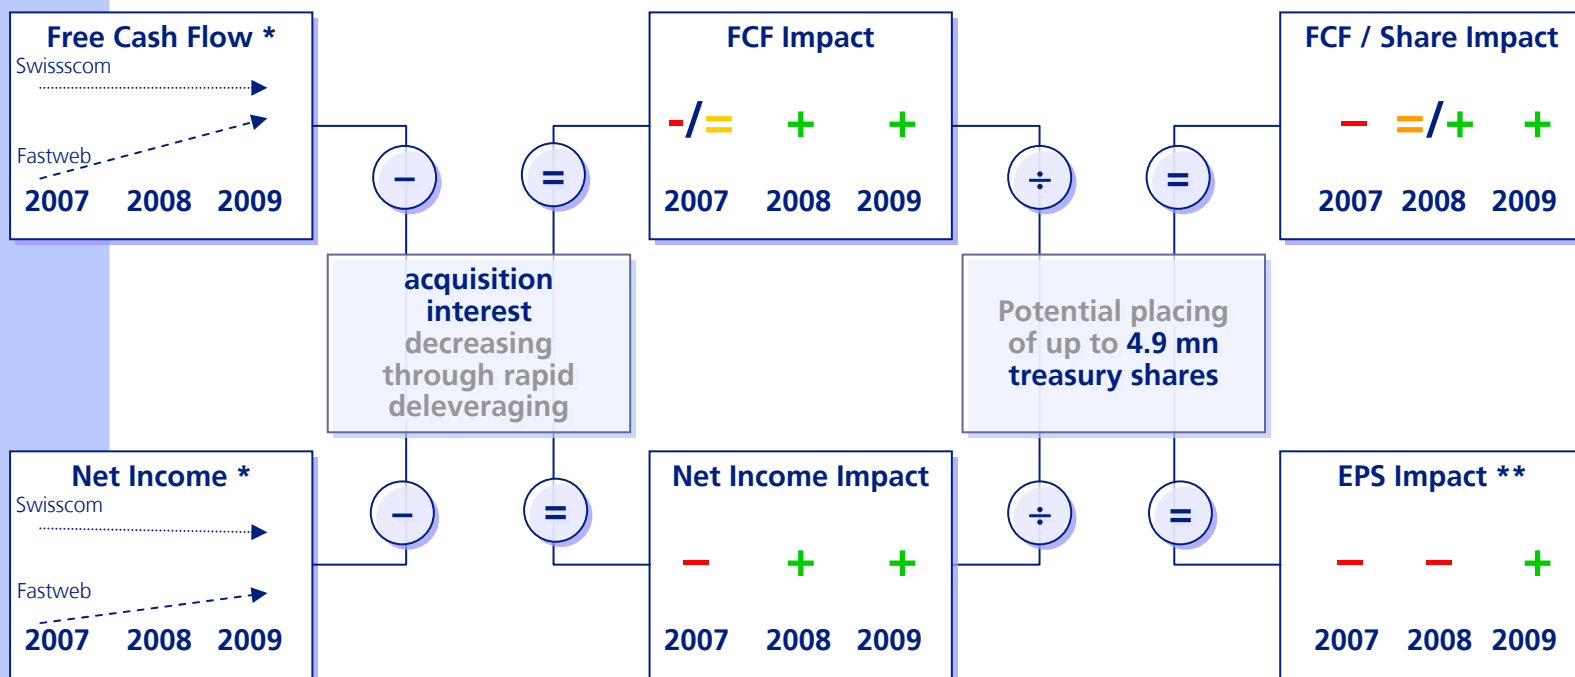 Free Cash Flow *
Swissscom
Fastweb
2007 2008 2009
−
=
FCF Impact
-/= + +
2007 2008 2009
÷
=
FCF / Share Impact
− =/+ +
2007 2008 2009
acquisition
interest
decreasing
through rapid
deleveraging
Potential placing
of up to 4.9 mn
treasury shares
Net Income *
Swisscom
Fastweb
2007 2008 2009
−
=
Net Income Impact
− + +
2007 2008 2009
÷
=
EPS Impact **
− − +
2007 2008 2009